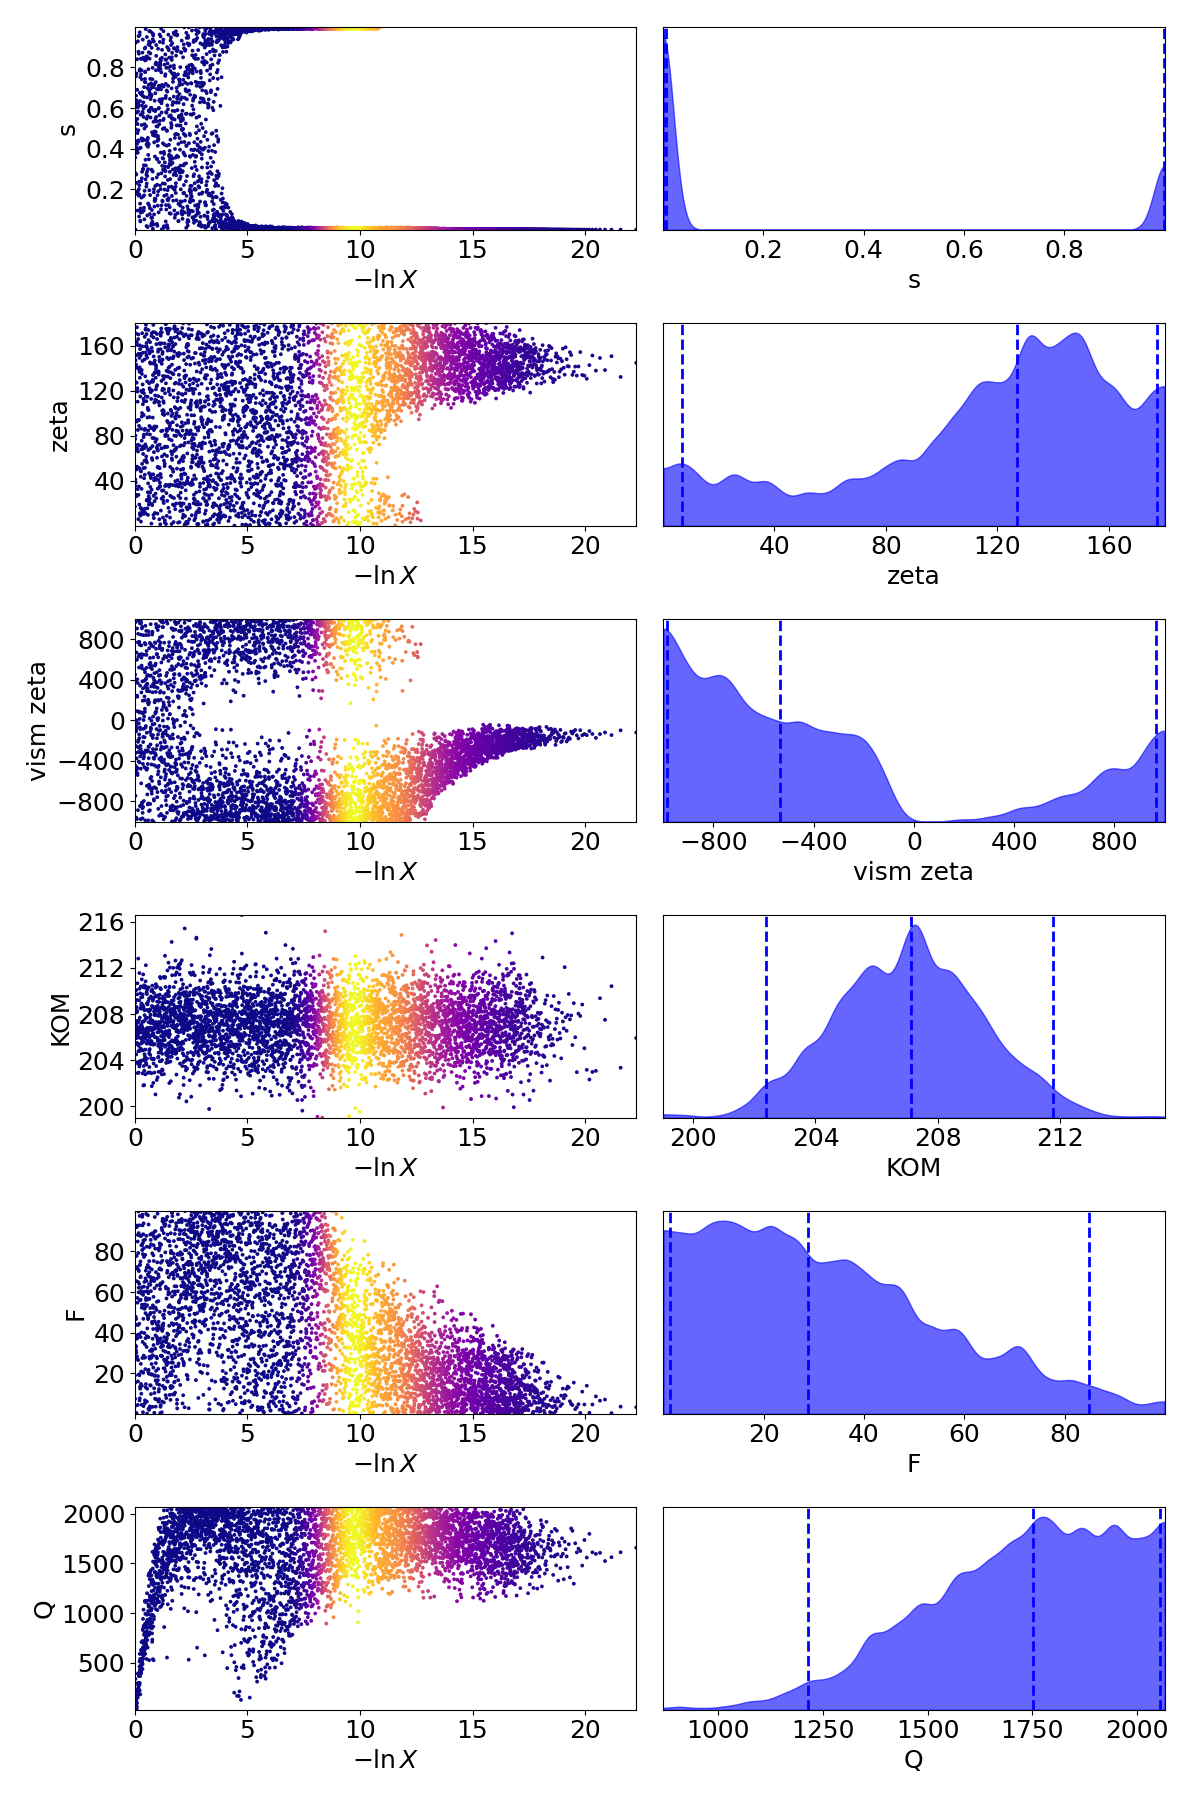 0.8
0.6
0.4
0.2
s
0 5 10 15 20
−ln X
0.2 0.4 0.6 0.8
s
160
120
80
40
zeta
0 5 10 15 20
−ln X
40 80 120 160
zeta
800
400
0
−400
−800
vism zeta
0 5 10 15 20
−ln X
−800 −400 0 400 800
vism zeta
216
212
208
204
200
KOM
0 5 10 15 20
−ln X
200 204 208 212
KOM
80
60
40
20
F
0 5 10 15 20
−ln X
20 40 60 80
F
2000
1500
1000
500
Q
0 5 10 15 20
−ln X
1000 1250 1500 1750 2000
Q